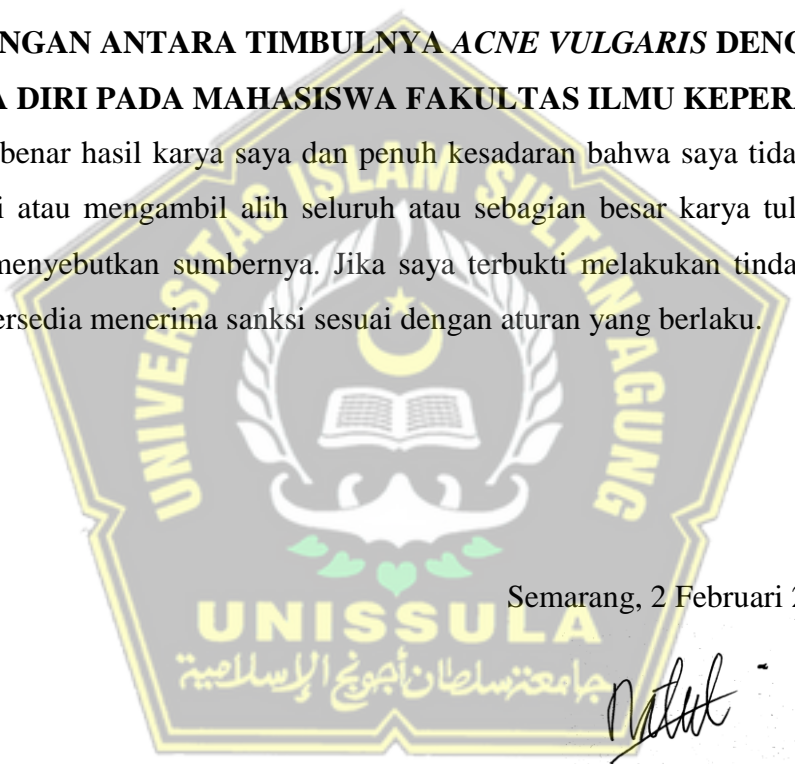 NGAN ANTARA TIMBULNYA ACNE VULGARIS DENG
A DIRI PADA MAHASISWA FAKULTAS ILMU KEPERA
benar hasil karya saya dan penuh kesadaran bahwa saya tida
i atau mengambil alih seluruh atau sebagian besar karya tul
menyebutkan sumbernya. Jika saya terbukti melakukan tinda
ersedia menerima sanksi sesuai dengan aturan yang berlaku.
UNIVERSITAS ISLAM SULTAN AGUNG
Semarang, 2 Februari 2
UNISSULA
جامعة سلطان أجونج الإسلامية